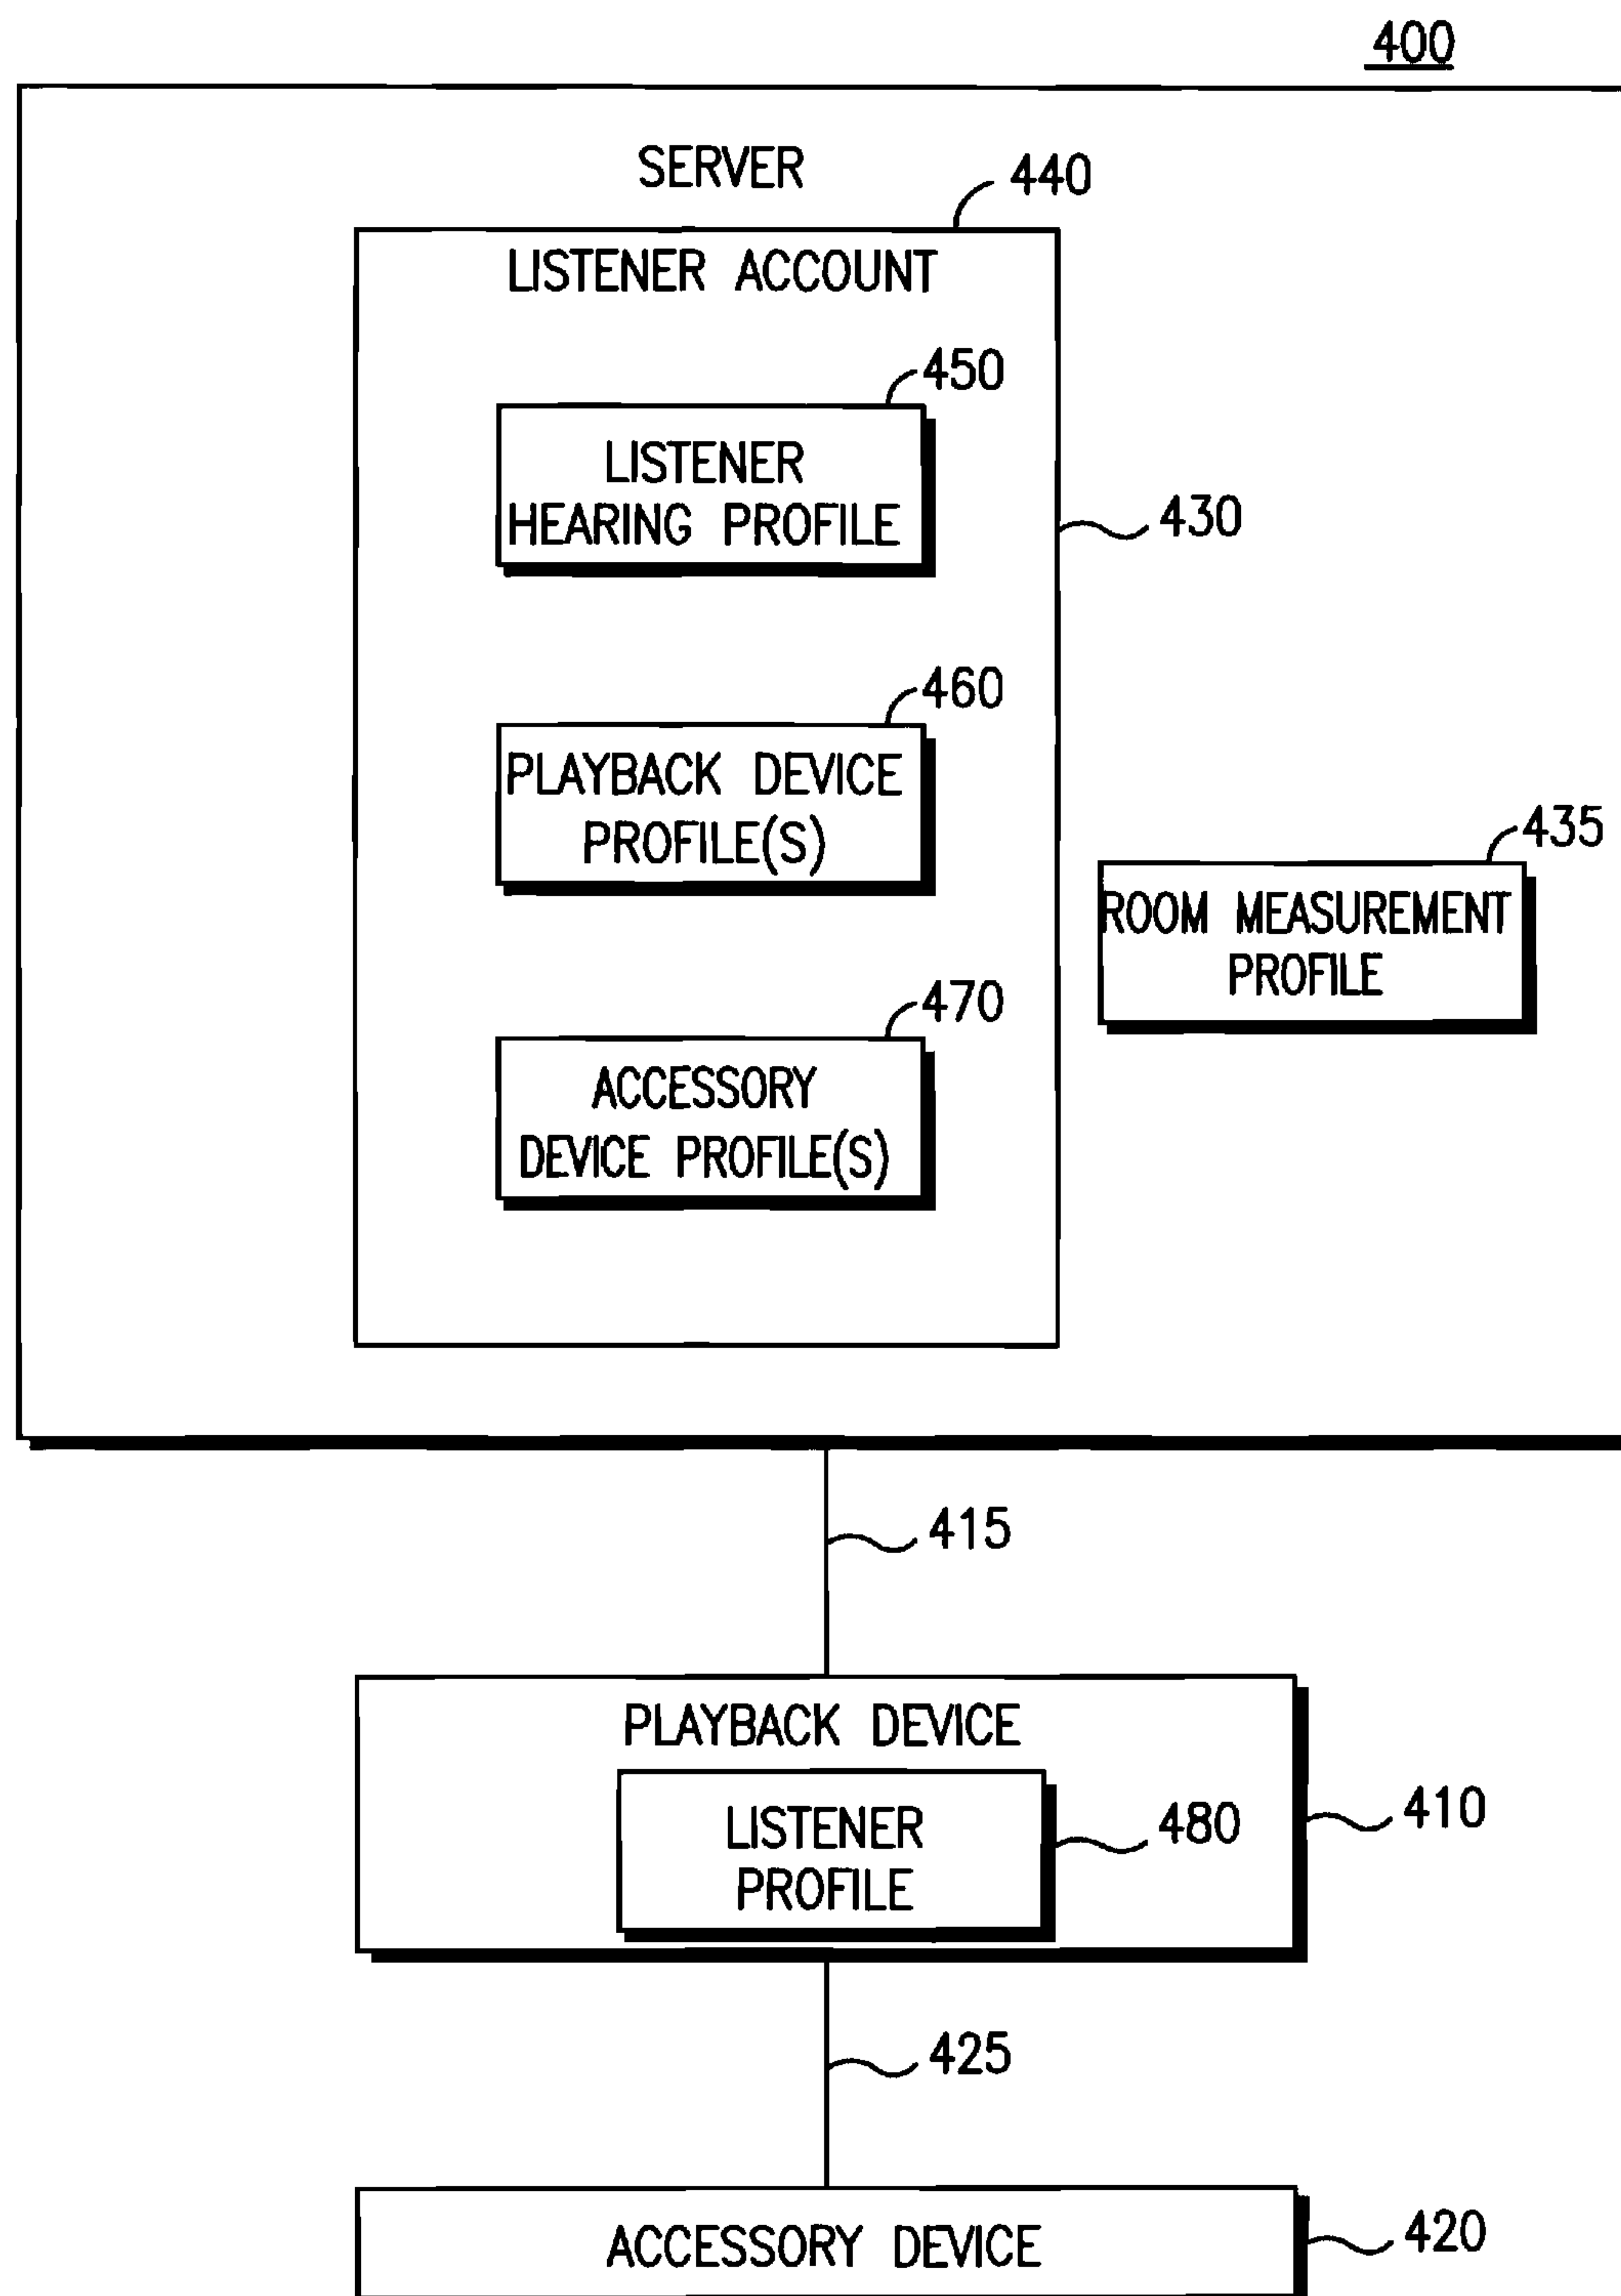 400
SERVER
440
LISTENER ACCOUNT
450
LISTENER
HEARING PROFILE
430
460
PLAYBACK DEVICE
PROFILE(S)
435
ROOM MEASUREMENT
PROFILE
470
ACCESSORY
DEVICE PROFILE(S)
415
PLAYBACK DEVICE
LISTENER
PROFILE
480
410
425
ACCESSORY DEVICE
420